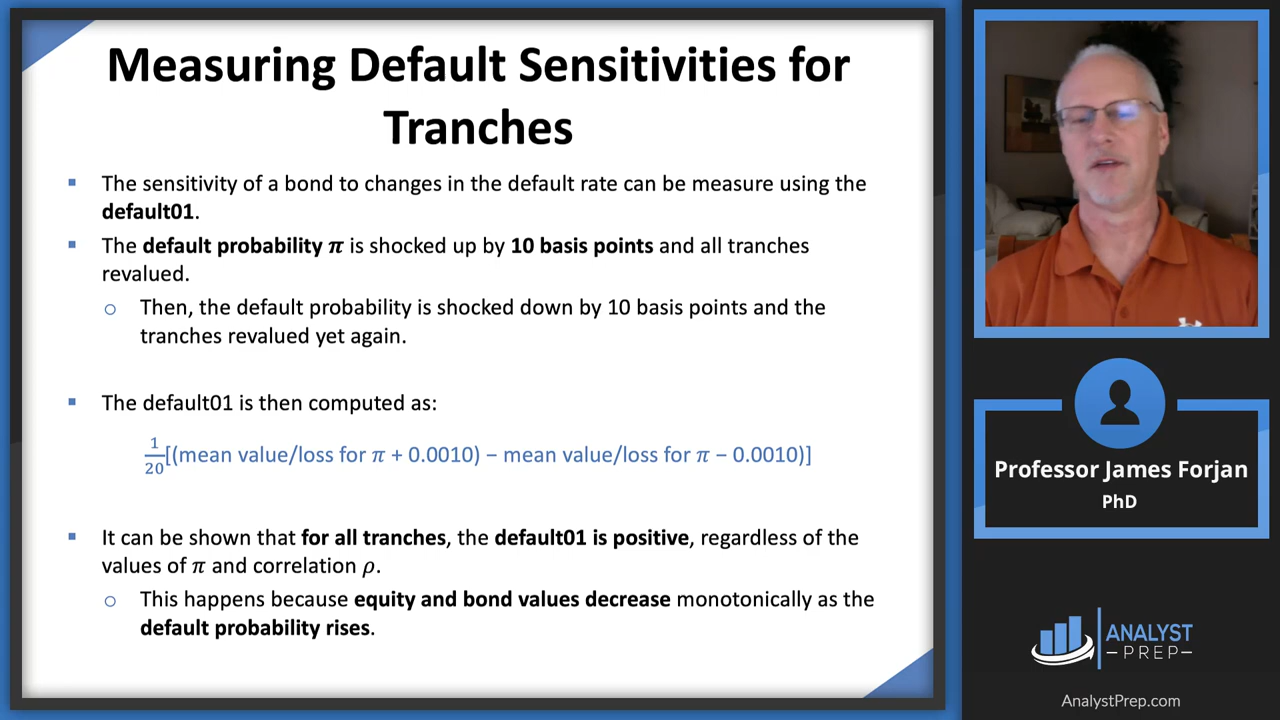 Measuring Default Sensitivities for
Tranches
▪ The sensitivity of a bond to changes in the default rate can be measure using the
default01.
▪ The default probability π is shocked up by 10 basis points and all tranches
revalued.
o Then, the default probability is shocked down by 10 basis points and the
tranches revalued yet again.
▪ The default01 is then computed as:
1/20[(mean value/loss for π + 0.0010) − mean value/loss for π − 0.0010)]
▪ It can be shown that for all tranches, the default01 is positive, regardless of the
values of π and correlation ρ.
o This happens because equity and bond values decrease monotonically as the
default probability rises.
Professor James Forjan
PhD
ANALYST
–PREP–
AnalystPrep.com